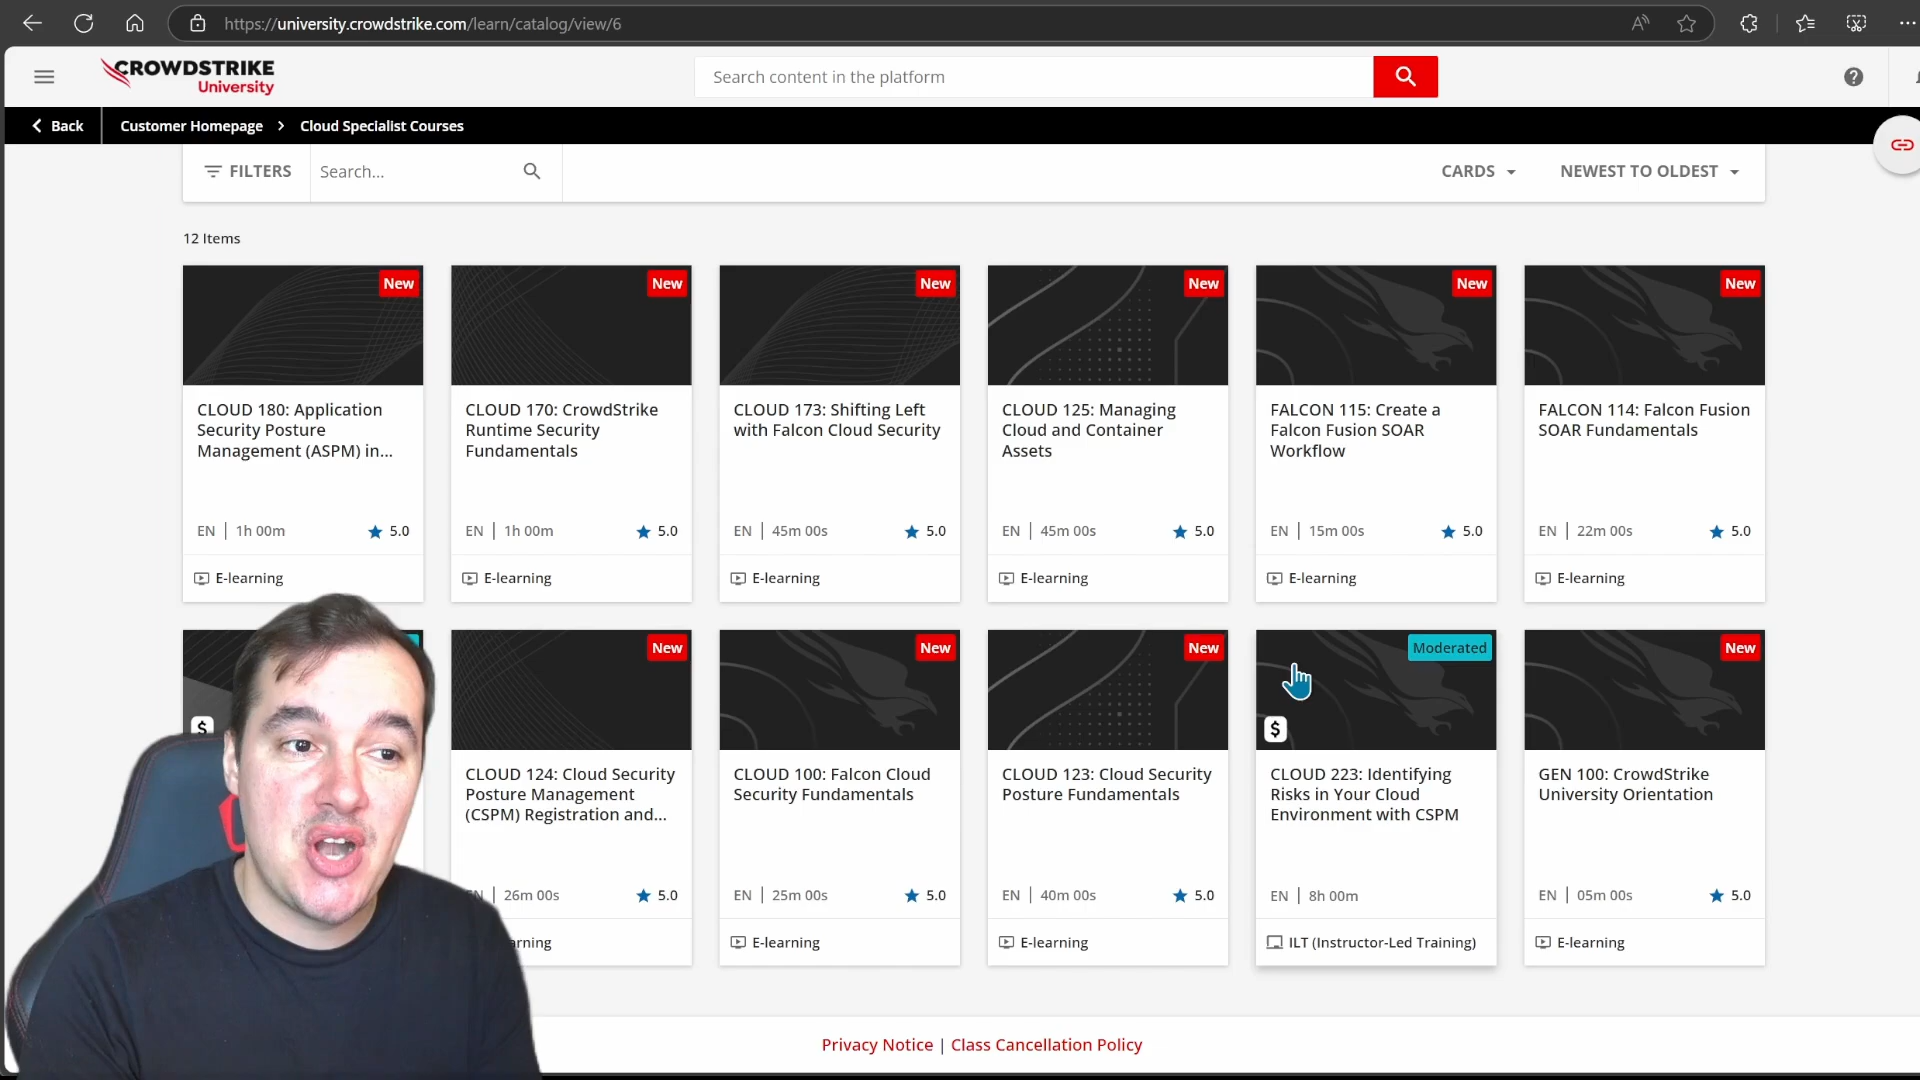 https://university.crowdstrike.com/learn/catalog/view/6
CROWDSTRIKE
University
Search content in the platform
Back
Customer Homepage > Cloud Specialist Courses
FILTERS
Search...
CARDS
NEWEST TO OLDEST
12 Items
New
New
New
New
New
New
CLOUD 180: Application
Security Posture
Management (ASPM) in...
EN | 1h 00m
5.0
E-learning
CLOUD 170: CrowdStrike
Runtime Security
Fundamentals
EN | 1h 00m
5.0
E-learning
CLOUD 173: Shifting Left
with Falcon Cloud Security
EN | 45m 00s
5.0
E-learning
CLOUD 125: Managing
Cloud and Container
Assets
EN | 45m 00s
5.0
E-learning
FALCON 115: Create a
Falcon Fusion SOAR
Workflow
EN | 15m 00s
5.0
E-learning
FALCON 114: Falcon Fusion
SOAR Fundamentals
EN | 22m 00s
5.0
E-learning
$
New
CLOUD 124: Cloud Security
Posture Management
(CSPM) Registration and...
26m 00s
5.0
New
CLOUD 100: Falcon Cloud
Security Fundamentals
EN | 25m 00s
5.0
E-learning
New
CLOUD 123: Cloud Security
Posture Fundamentals
EN | 40m 00s
5.0
E-learning
Moderated
$
CLOUD 223: Identifying
Risks in Your Cloud
Environment with CSPM
EN | 8h 00m
ILT (Instructor-Led Training)
New
GEN 100: CrowdStrike
University Orientation
EN | 05m 00s
5.0
E-learning
Privacy Notice | Class Cancellation Policy